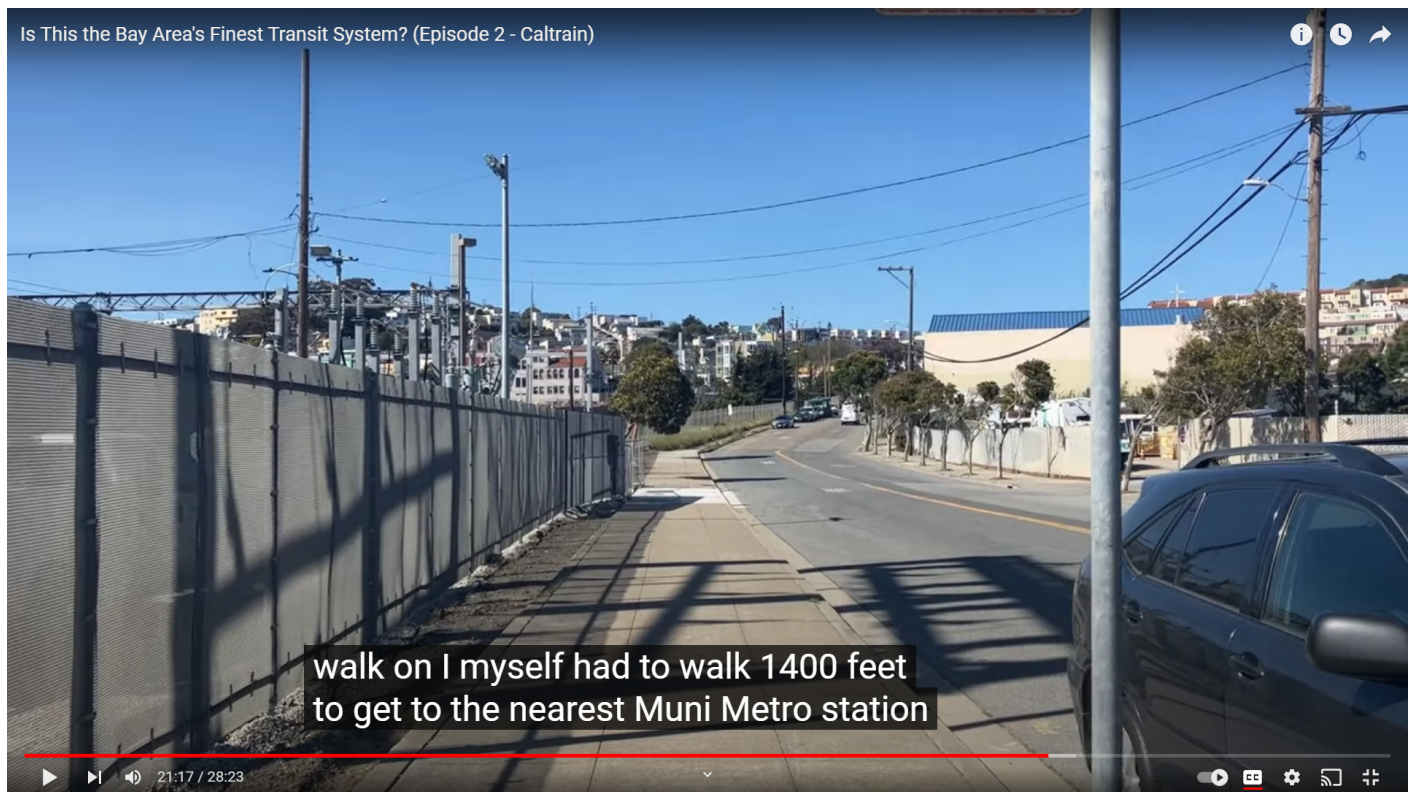 Is This the Bay Area's Finest Transit System? (Episode 2 - Caltrain)
walk on I myself had to walk 1400 feet
to get to the nearest Muni Metro station
21:17 / 28:23
CC